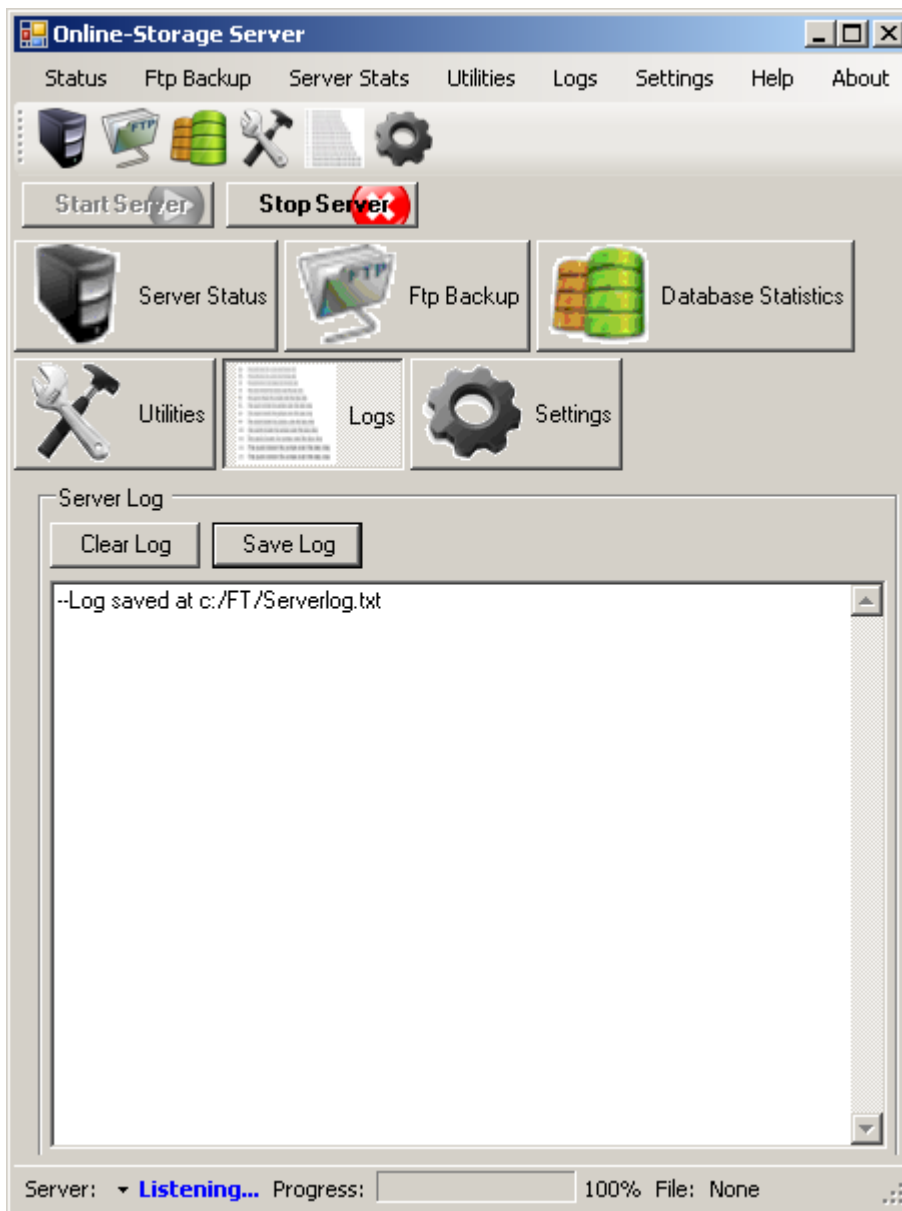 Online-Storage Server
Status Ftp Backup Server Stats Utilities Logs Settings Help About
FTP
Start Server Stop Server
Server Status FTP Ftp Backup Database Statistics
Utilities Logs Settings
Server Log
Clear Log Save Log
--Log saved at c:/FT/Serverlog.txt
Server: Listening... Progress: 100% File: None